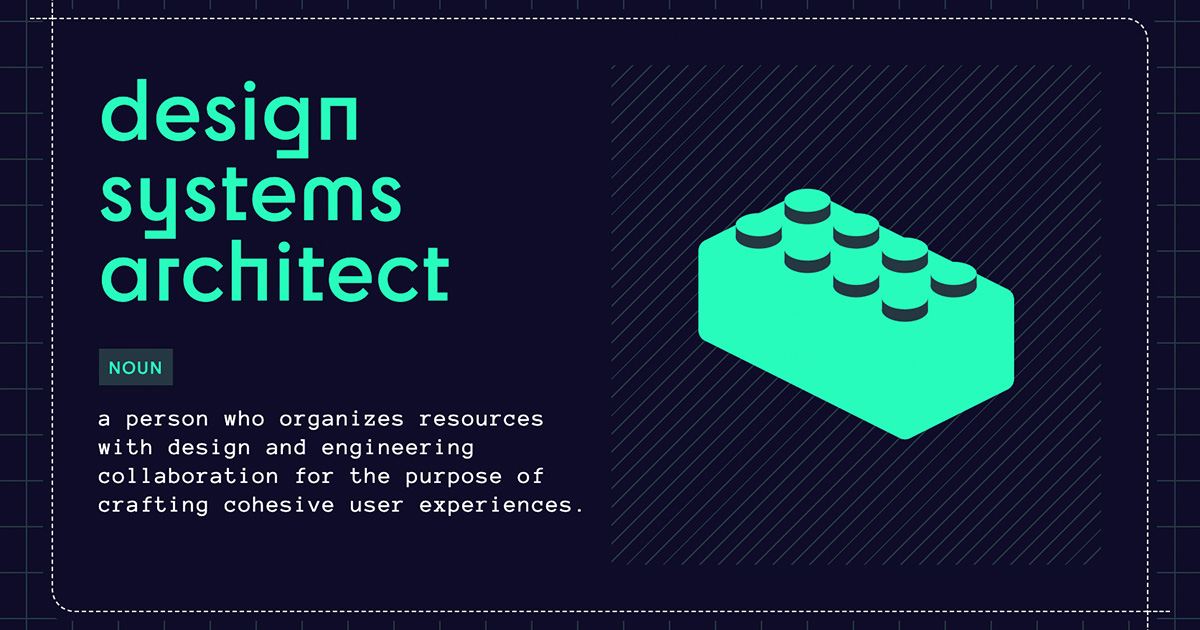 design
systems
architect
NOUN
a person who organizes resources
with design and engineering
collaboration for the purpose of
crafting cohesive user experiences.